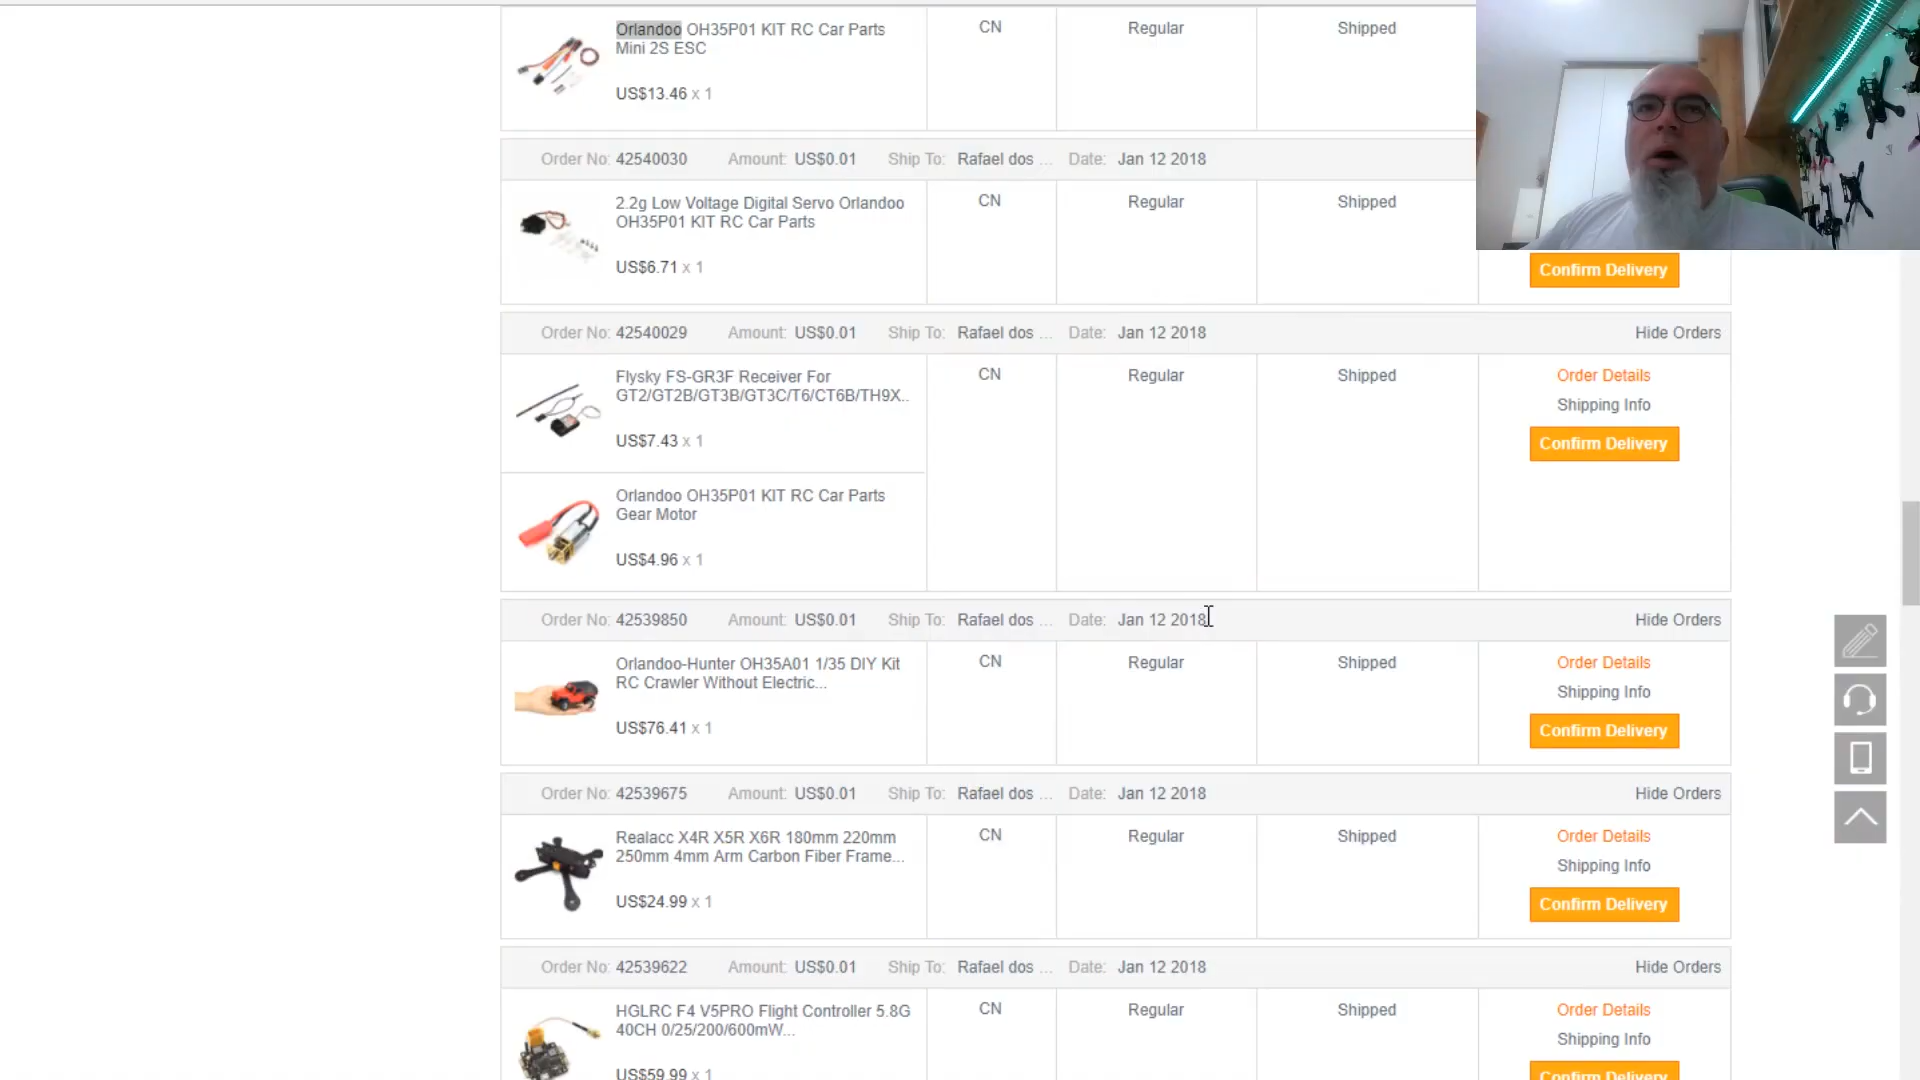 Orlandoo OH35P01 KIT RC Car Parts
Mini 2S ESC
US$13.46 x 1
CN
Regular
Shipped
Order No: 42540030 Amount: US$0.01 Ship To: Rafael dos ... Date: Jan 12 2018
2.2g Low Voltage Digital Servo Orlandoo
OH35P01 KIT RC Car Parts
US$6.71 x 1
CN
Regular
Shipped
Confirm Delivery
Order No: 42540029 Amount: US$0.01 Ship To: Rafael dos ... Date: Jan 12 2018 Hide Orders
Flysky FS-GR3F Receiver For
GT2/GT2B/GT3B/GT3C/T6/CT6B/TH9X..
US$7.43 x 1
CN
Regular
Shipped
Order Details
Shipping Info
Confirm Delivery
Orlandoo OH35P01 KIT RC Car Parts
Gear Motor
US$4.96 x 1
Order No: 42539850 Amount: US$0.01 Ship To: Rafael dos ... Date: Jan 12 2018 Hide Orders
Orlandoo-Hunter OH35A01 1/35 DIY Kit
RC Crawler Without Electric...
US$76.41 x 1
CN
Regular
Shipped
Order Details
Shipping Info
Confirm Delivery
Order No: 42539675 Amount: US$0.01 Ship To: Rafael dos ... Date: Jan 12 2018 Hide Orders
Realacc X4R X5R X6R 180mm 220mm
250mm 4mm Arm Carbon Fiber Frame...
US$24.99 x 1
CN
Regular
Shipped
Order Details
Shipping Info
Confirm Delivery
Order No: 42539622 Amount: US$0.01 Ship To: Rafael dos ... Date: Jan 12 2018 Hide Orders
HGLRC F4 V5PRO Flight Controller 5.8G
40CH 0/25/200/600mW...
US$59.99 x 1
CN
Regular
Shipped
Order Details
Shipping Info
Confirm Delivery